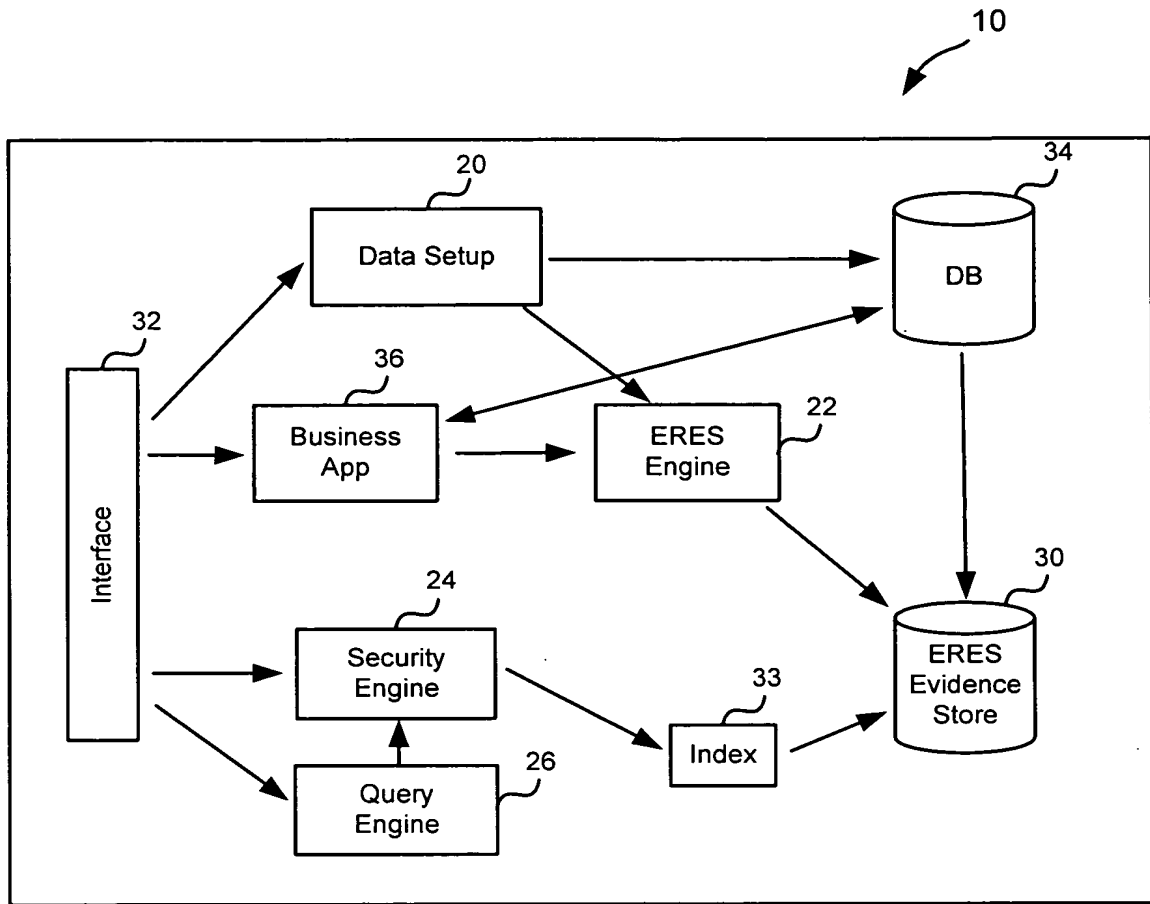 10
20
34
Data Setup
DB
32
36
Business
App
ERES
Engine
22
Interface
24
30
Security
Engine
33
ERES
Evidence
Store
Index
26
Query
Engine